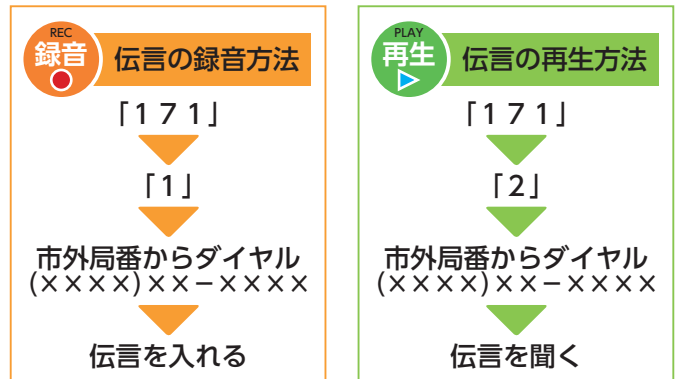 REC
録音
伝言の録音方法
「171」
「1」
市外局番からダイヤル
(××××)××-××××
伝言を入れる
PLAY
再生
伝言の再生方法
「171」
「2」
市外局番からダイヤル
(××××)××-××××
伝言を聞く